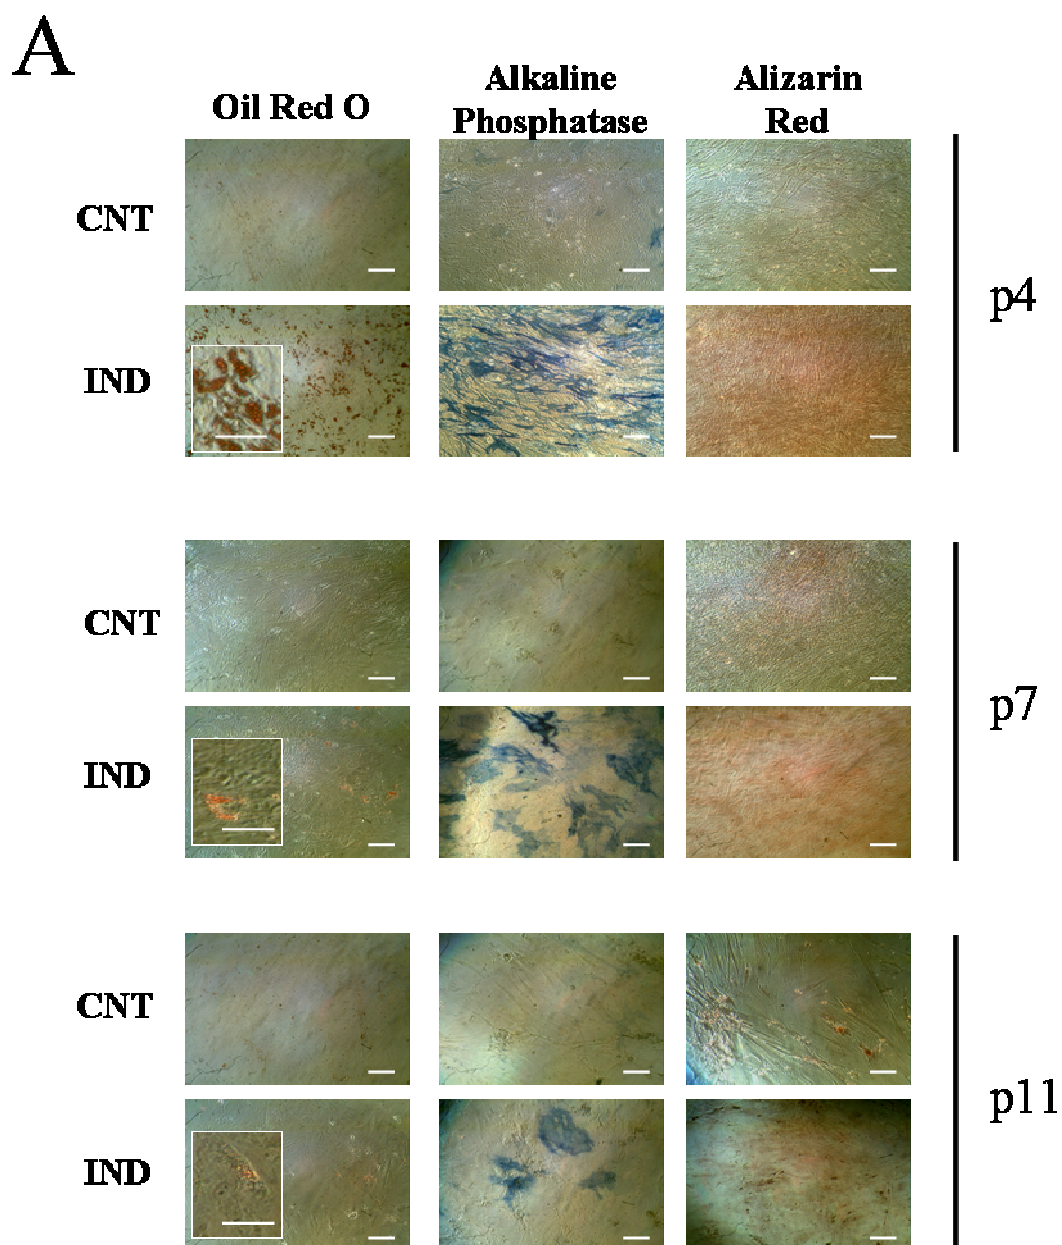 A
Oil Red O
Alkaline
Phosphatase
Alizarin
Red
CNT
IND
p4
CNT
IND
p7
CNT
IND
p11